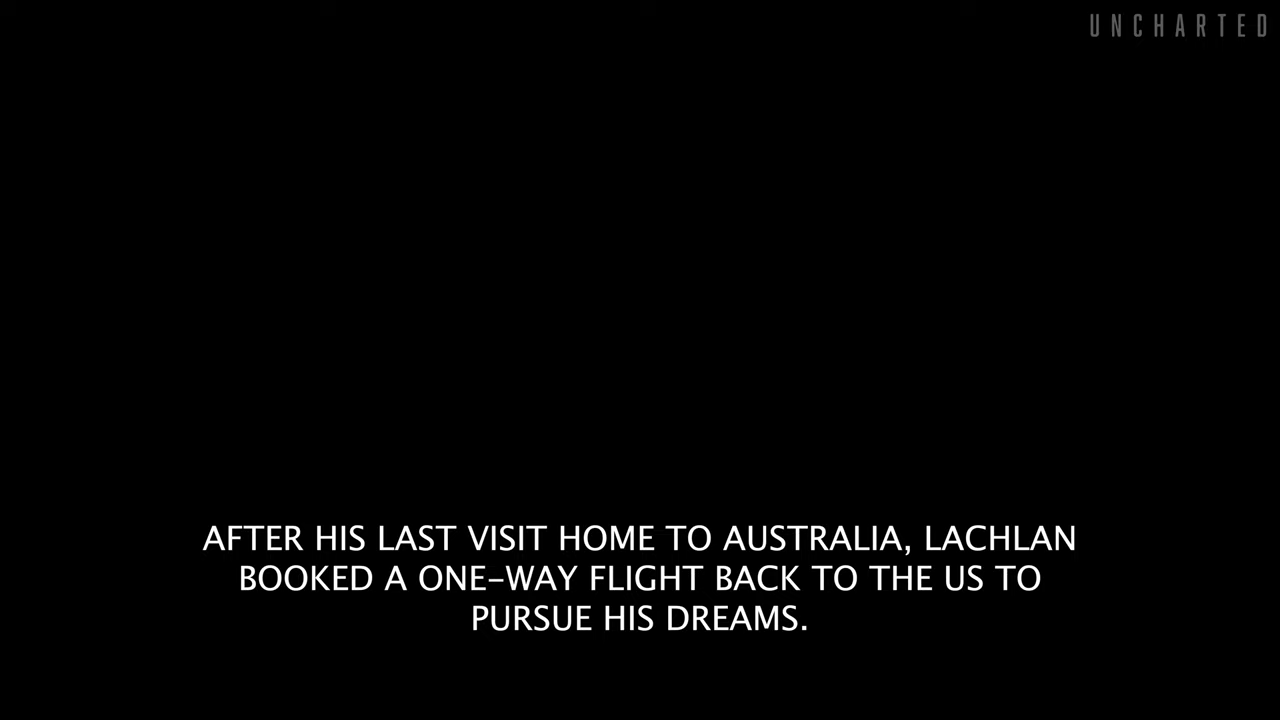 UNCHARTED
AFTER HIS LAST VISIT HOME TO AUSTRALIA, LACHLAN
BOOKED A ONE-WAY FLIGHT BACK TO THE US TO
PURSUE HIS DREAMS.